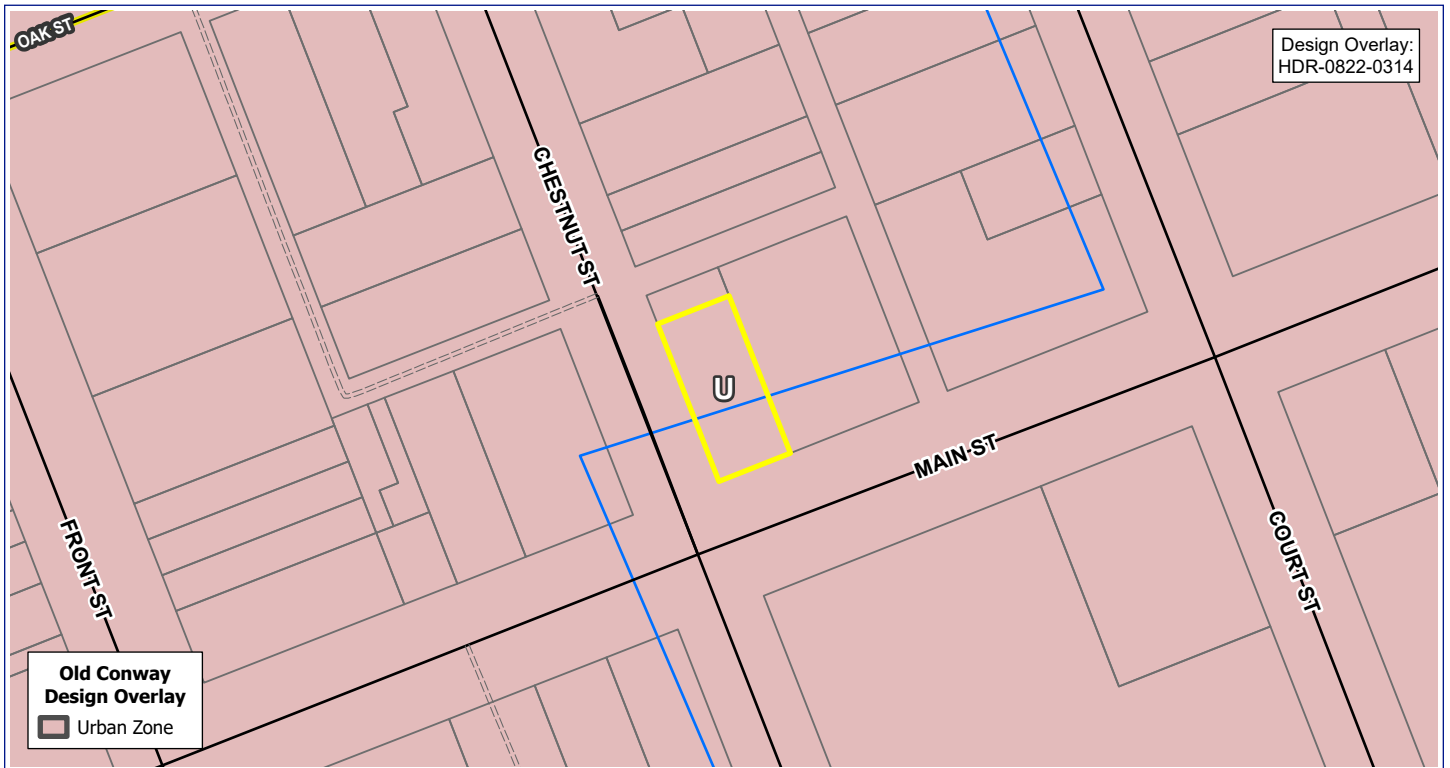 OAK ST
Design Overlay:
HDR-0822-0314
CHESTNUT ST
U
MAIN ST
FRONT ST
COURT ST
Old Conway
Design Overlay
Urban Zone